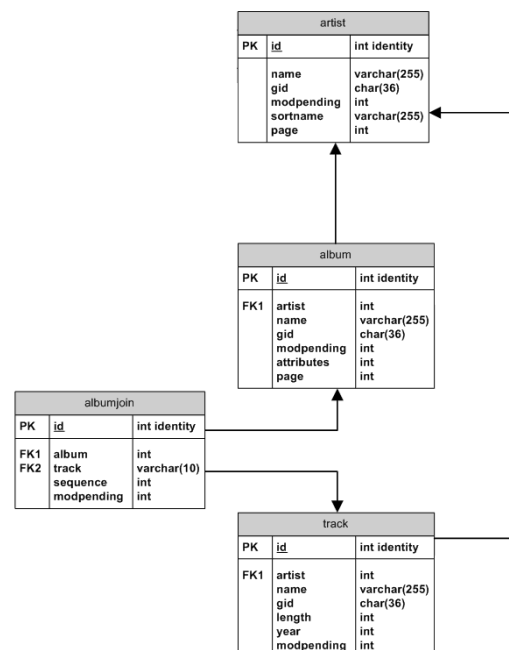 artist
PK id int identity
name varchar(255)
gid char(36)
modpending int
sortname varchar(255)
page int
album
PK id int identity
FK1 artist int
name varchar(255)
gid char(36)
modpending int
attributes int
page int
albumjoin
PK id int identity
FK1 album int
FK2 track varchar(10)
sequence int
modpending int
track
PK id int identity
FK1 artist int
name varchar(255)
gid char(36)
length int
year int
modpending int